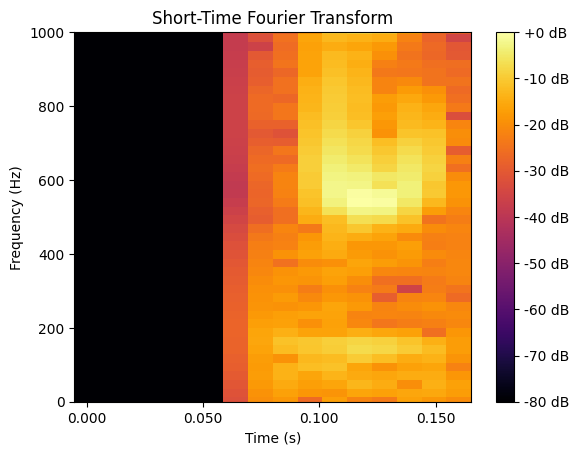 Short-Time Fourier Transform
1000
800
600
400
200
0
Frequency (Hz)
0.000
0.050
0.100
0.150
Time (s)
+0 dB
-10 dB
-20 dB
-30 dB
-40 dB
-50 dB
-60 dB
-70 dB
-80 dB